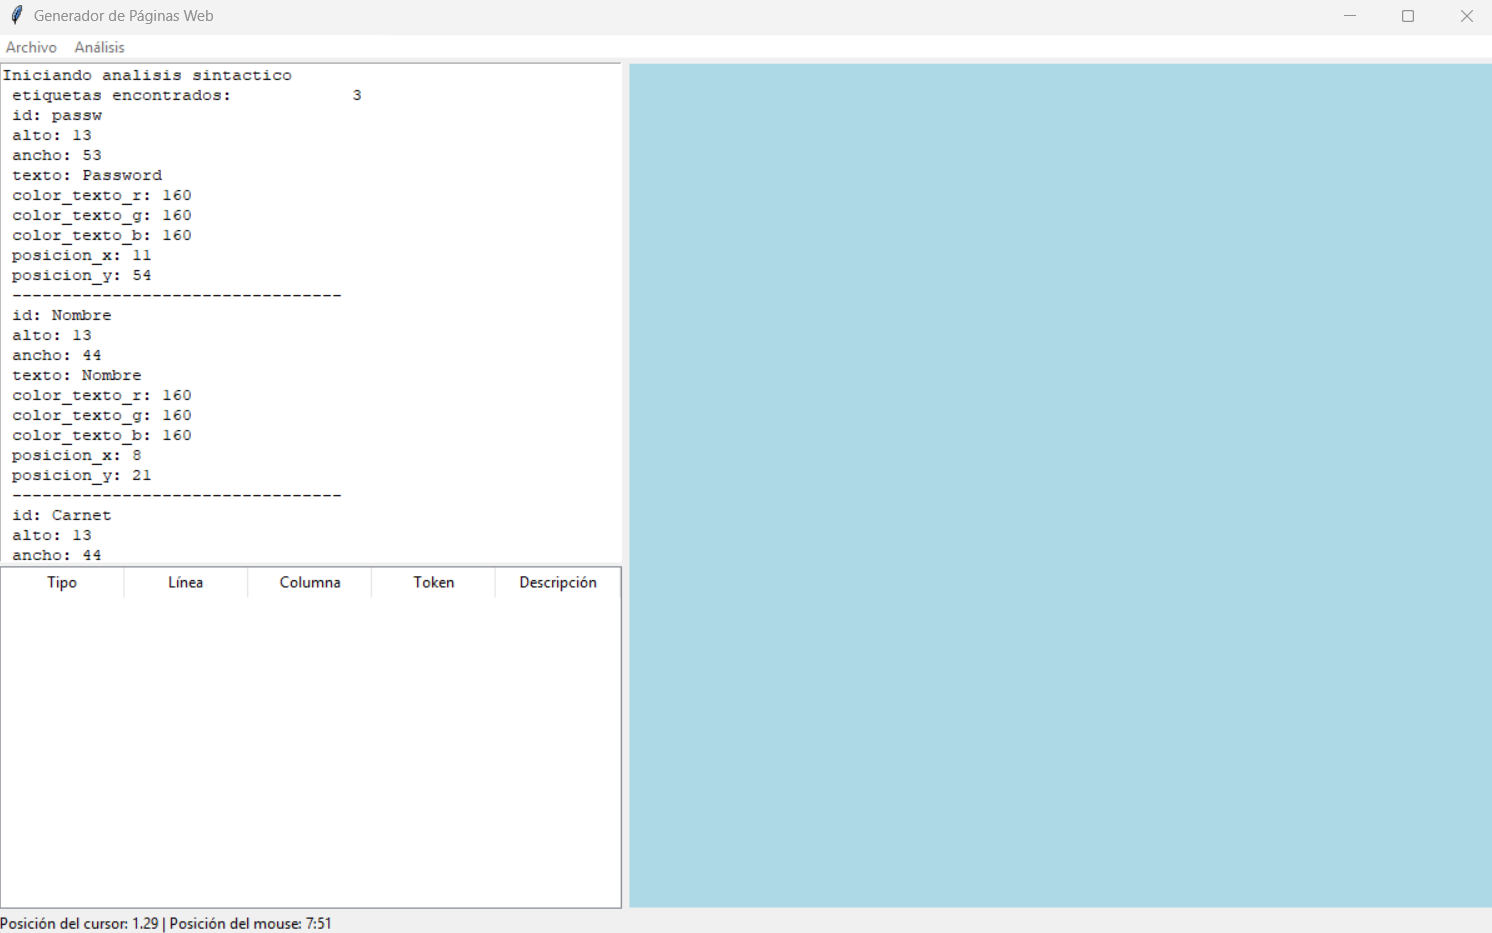 Generador de Páginas Web
Archivo Análisis
Iniciando analisis sintactico
etiquetas encontrados: 3
id: passw
alto: 13
ancho: 53
texto: Password
color_texto_r: 160
color_texto_g: 160
color_texto_b: 160
posicion_x: 11
posicion_y: 54
---------------------------------
id: Nombre
alto: 13
ancho: 44
texto: Nombre
color_texto_r: 160
color_texto_g: 160
color_texto_b: 160
posicion_x: 8
posicion_y: 21
---------------------------------
id: Carnet
alto: 13
ancho: 44
Tipo Línea Columna Token Descripción
Posición del cursor: 1.29 | Posición del mouse: 7:51